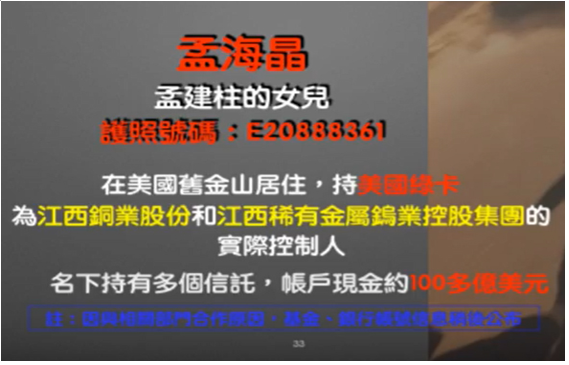 孟海晶
孟建柱的女兒
護照號碼：E20888361
在美國舊金山居住，持美國綠卡
為江西銅業股份和江西稀有金屬鎢業控股集團的
實際控制人
名下持有多個信託，帳戶現金約100多億美元
註：因與相關部門合作原因，基金、銀行帳號信息稍後公布
33